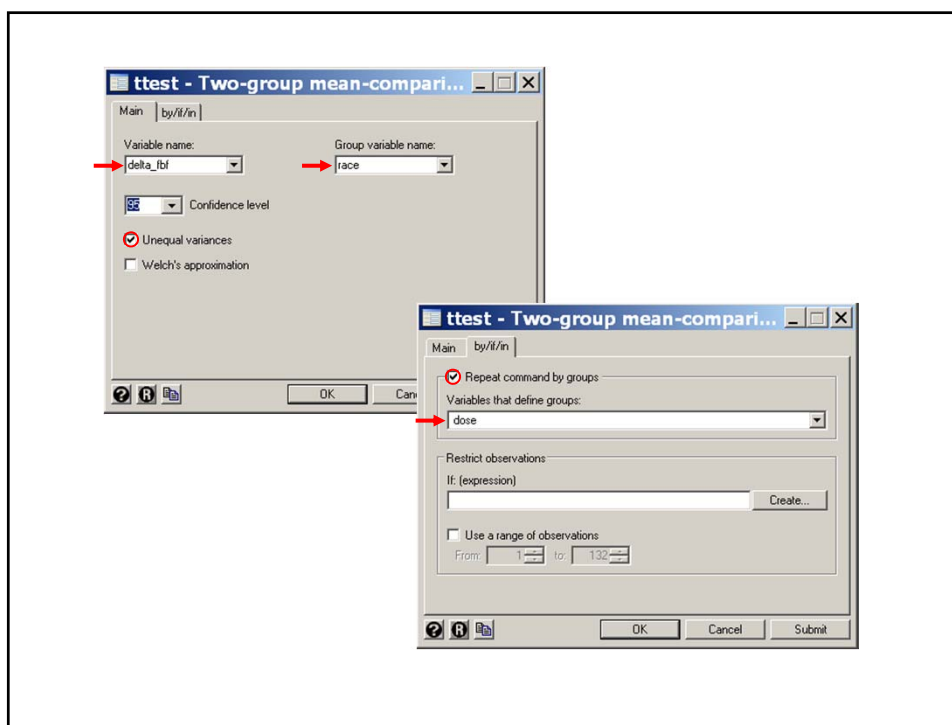 ttest - Two-group mean-compari...
Main by/if/in
Variable name: Group variable name:
delta_fbf race
95 Confidence level
Unequal variances
Welch's approximation
? R OK
ttest - Two-group mean-compari...
Main by/if/in
Repeat command by groups
Variables that define groups:
dose
Restrict observations
If: (expression)
Create...
Use a range of observations
From: 1 to: 132
? R OK Cancel Submit